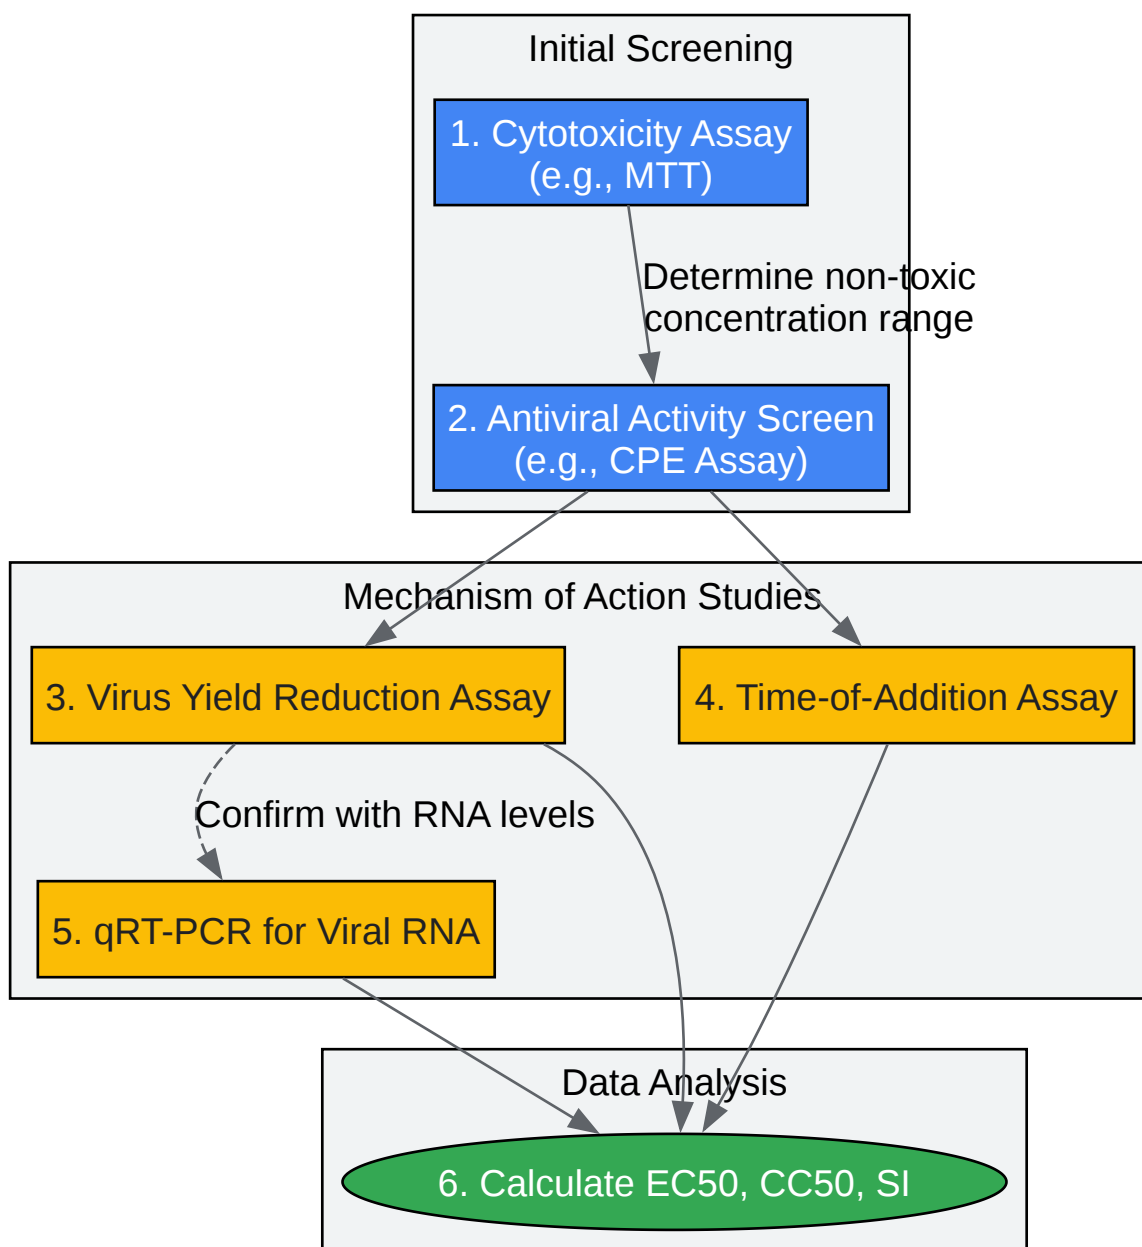 Initial Screening
1. Cytotoxicity Assay
(e.g., MTT)
Determine non-toxic
concentration range
2. Antiviral Activity Screen
(e.g., CPE Assay)
Mechanism of Action Studies
3. Virus Yield Reduction Assay
4. Time-of-Addition Assay
Confirm with RNA levels
5. qRT-PCR for Viral RNA
Data Analysis
6. Calculate EC50, CC50, SI